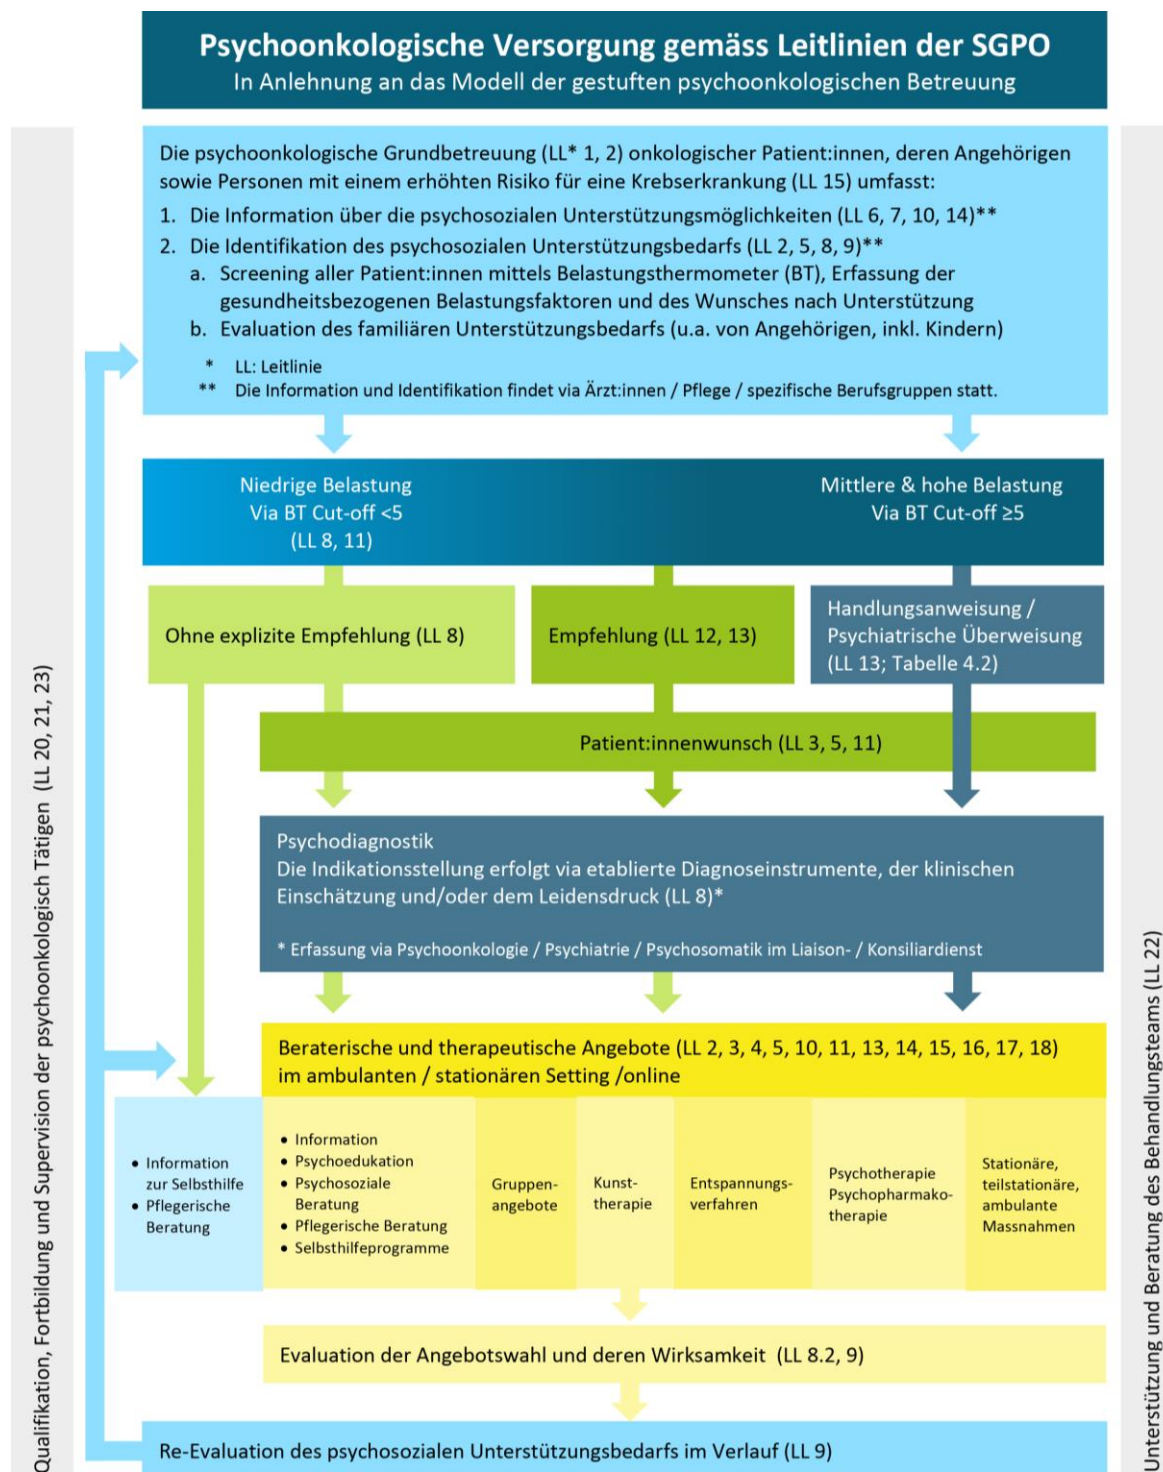 Psychoonkologische Versorgung gemäss Leitlinien der SGPO
In Anlehnung an das Modell der gestuften psychoonkologischen Betreuung
Die psychoonkologische Grundbetreuung (LL* 1, 2) onkologischer Patient:innen, deren Angehörigen
sowie Personen mit einem erhöhten Risiko für eine Krebserkrankung (LL 15) umfasst:
1. Die Information über die psychosozialen Unterstützungsmöglichkeiten (LL 6, 7, 10, 14)**
2. Die Identifikation des psychosozialen Unterstützungsbedarfs (LL 2, 5, 8, 9)**
a. Screening aller Patient:innen mittels Belastungsthermometer (BT), Erfassung der
gesundheitsbezogenen Belastungsfaktoren und des Wunsches nach Unterstützung
b. Evaluation des familiären Unterstützungsbedarfs (u.a. von Angehörigen, inkl. Kindern)
* LL: Leitlinie
** Die Information und Identifikation findet via Ärzt:innen / Pflege / spezifische Berufsgruppen statt.
Niedrige Belastung
Via BT Cut-off <5
(LL 8, 11)
Mittlere & hohe Belastung
Via BT Cut-off ≥5
Ohne explizite Empfehlung (LL 8)
Empfehlung (LL 12, 13)
Handlungsanweisung /
Psychiatrische Überweisung
(LL 13; Tabelle 4.2)
Patient:innenwunsch (LL 3, 5, 11)
Psychodiagnostik
Die Indikationsstellung erfolgt via etablierte Diagnoseinstrumente, der klinischen
Einschätzung und/oder dem Leidensdruck (LL 8)*
* Erfassung via Psychoonkologie / Psychiatrie / Psychosomatik im Liaison- / Konsiliardienst
Beraterische und therapeutische Angebote (LL 2, 3, 4, 5, 10, 11, 13, 14, 15, 16, 17, 18)
im ambulanten / stationären Setting /online
• Information
zur Selbsthilfe
• Pflegerische
Beratung
• Information
• Psychoedukation
• Psychosoziale
Beratung
• Pflegerische Beratung
• Selbsthilfeprogramme
Gruppen-
angebote
Kunst-
therapie
Entspannungs-
verfahren
Psychotherapie
Psychopharmako-
therapie
Stationäre,
teilstationäre,
ambulante
Massnahmen
Evaluation der Angebotswahl und deren Wirksamkeit (LL 8.2, 9)
Re-Evaluation des psychosozialen Unterstützungsbedarfs im Verlauf (LL 9)
Qualifikation, Fortbildung und Supervision der psychoonkologisch Tätigen (LL 20, 21, 23)
Unterstützung und Beratung des Behandlungsteams (LL 22)